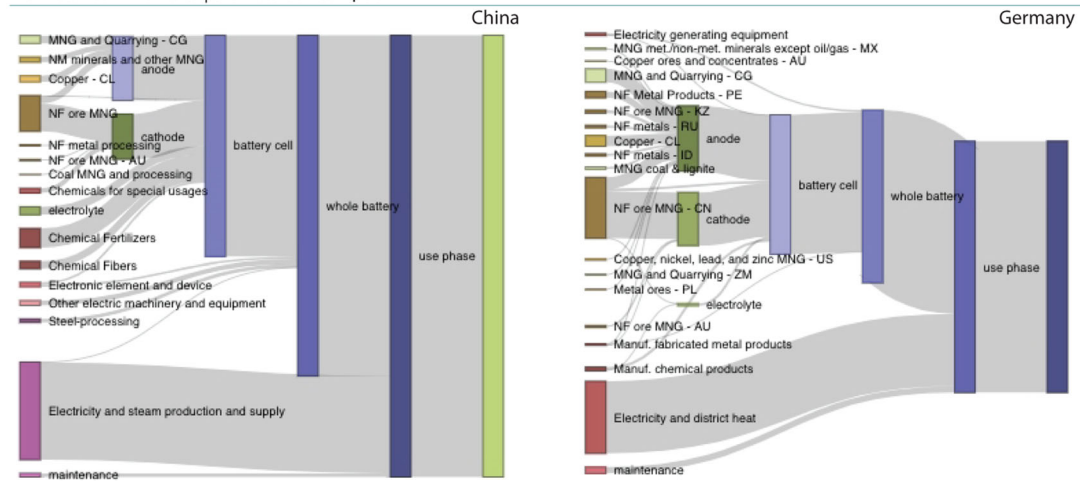 China
MNG and Quarrying - CG
NM minerals and other MNG
anode
Copper - CL
NF ore MNG
cathode
NF metal processing
battery cell
NF ore MNG - AU
Coal MNG and processing
Chemicals for special usages
whole battery
electrolyte
Chemical Fertizers
use phase
Chemical Fibers
Electronic element and device
Other electric machinery and equipment
Steel-processing
Electricity and steam production and supply
maintenance
Germany
Electricity generating equipment
MNG met./non-met. minerals except oil/gas - MX
Copper ores and concentrates - AU
MNG and Quarrying - CG
NF Metal Products - PE
NF ore MNG - KZ
NF metals - RU
anode
Copper - CL
NF metals - ID
MNG coal & lignite
battery cell
whole battery
NF ore MNG - CN
cathode
Copper, nickel, lead, and zinc MNG - US
use phase
MNG and Quarrying - ZM
Metal ores - PL
electrolyte
NF ore MNG - AU
Manuf. fabricated metal products
Manuf. chemical products
Electricity and district heat
maintenance